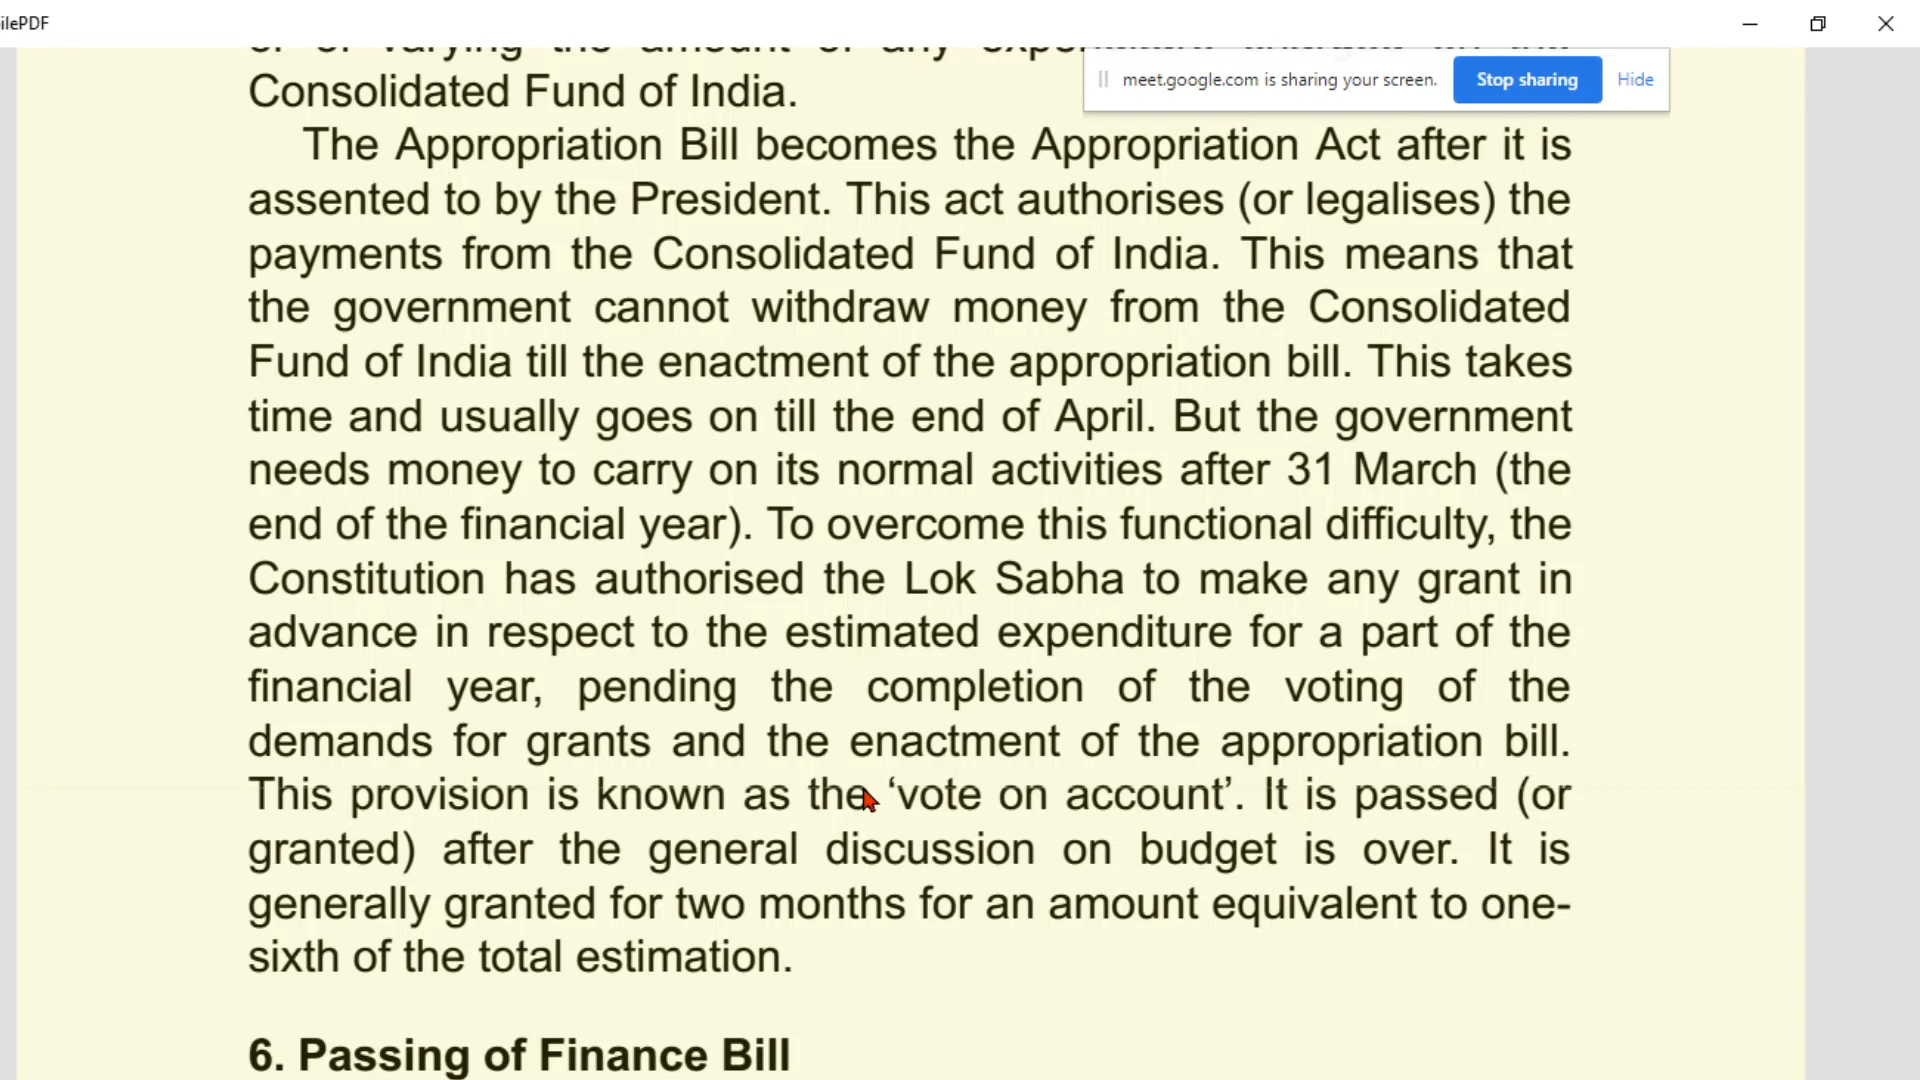 ilePDF
or of varying the amount of any
Consolidated Fund of India.
meet.google.com is sharing your screen.
Stop sharing
Hide
The Appropriation Bill becomes the Appropriation Act after it is
assented to by the President. This act authorises (or legalises) the
payments from the Consolidated Fund of India. This means that
the government cannot withdraw money from the Consolidated
Fund of India till the enactment of the appropriation bill. This takes
time and usually goes on till the end of April. But the government
needs money to carry on its normal activities after 31 March (the
end of the financial year). To overcome this functional difficulty, the
Constitution has authorised the Lok Sabha to make any grant in
advance in respect to the estimated expenditure for a part of the
financial year, pending the completion of the voting of the
demands for grants and the enactment of the appropriation bill.
This provision is known as the ‘vote on account’. It is passed (or
granted) after the general discussion on budget is over. It is
generally granted for two months for an amount equivalent to one-
sixth of the total estimation.
6. Passing of Finance Bill